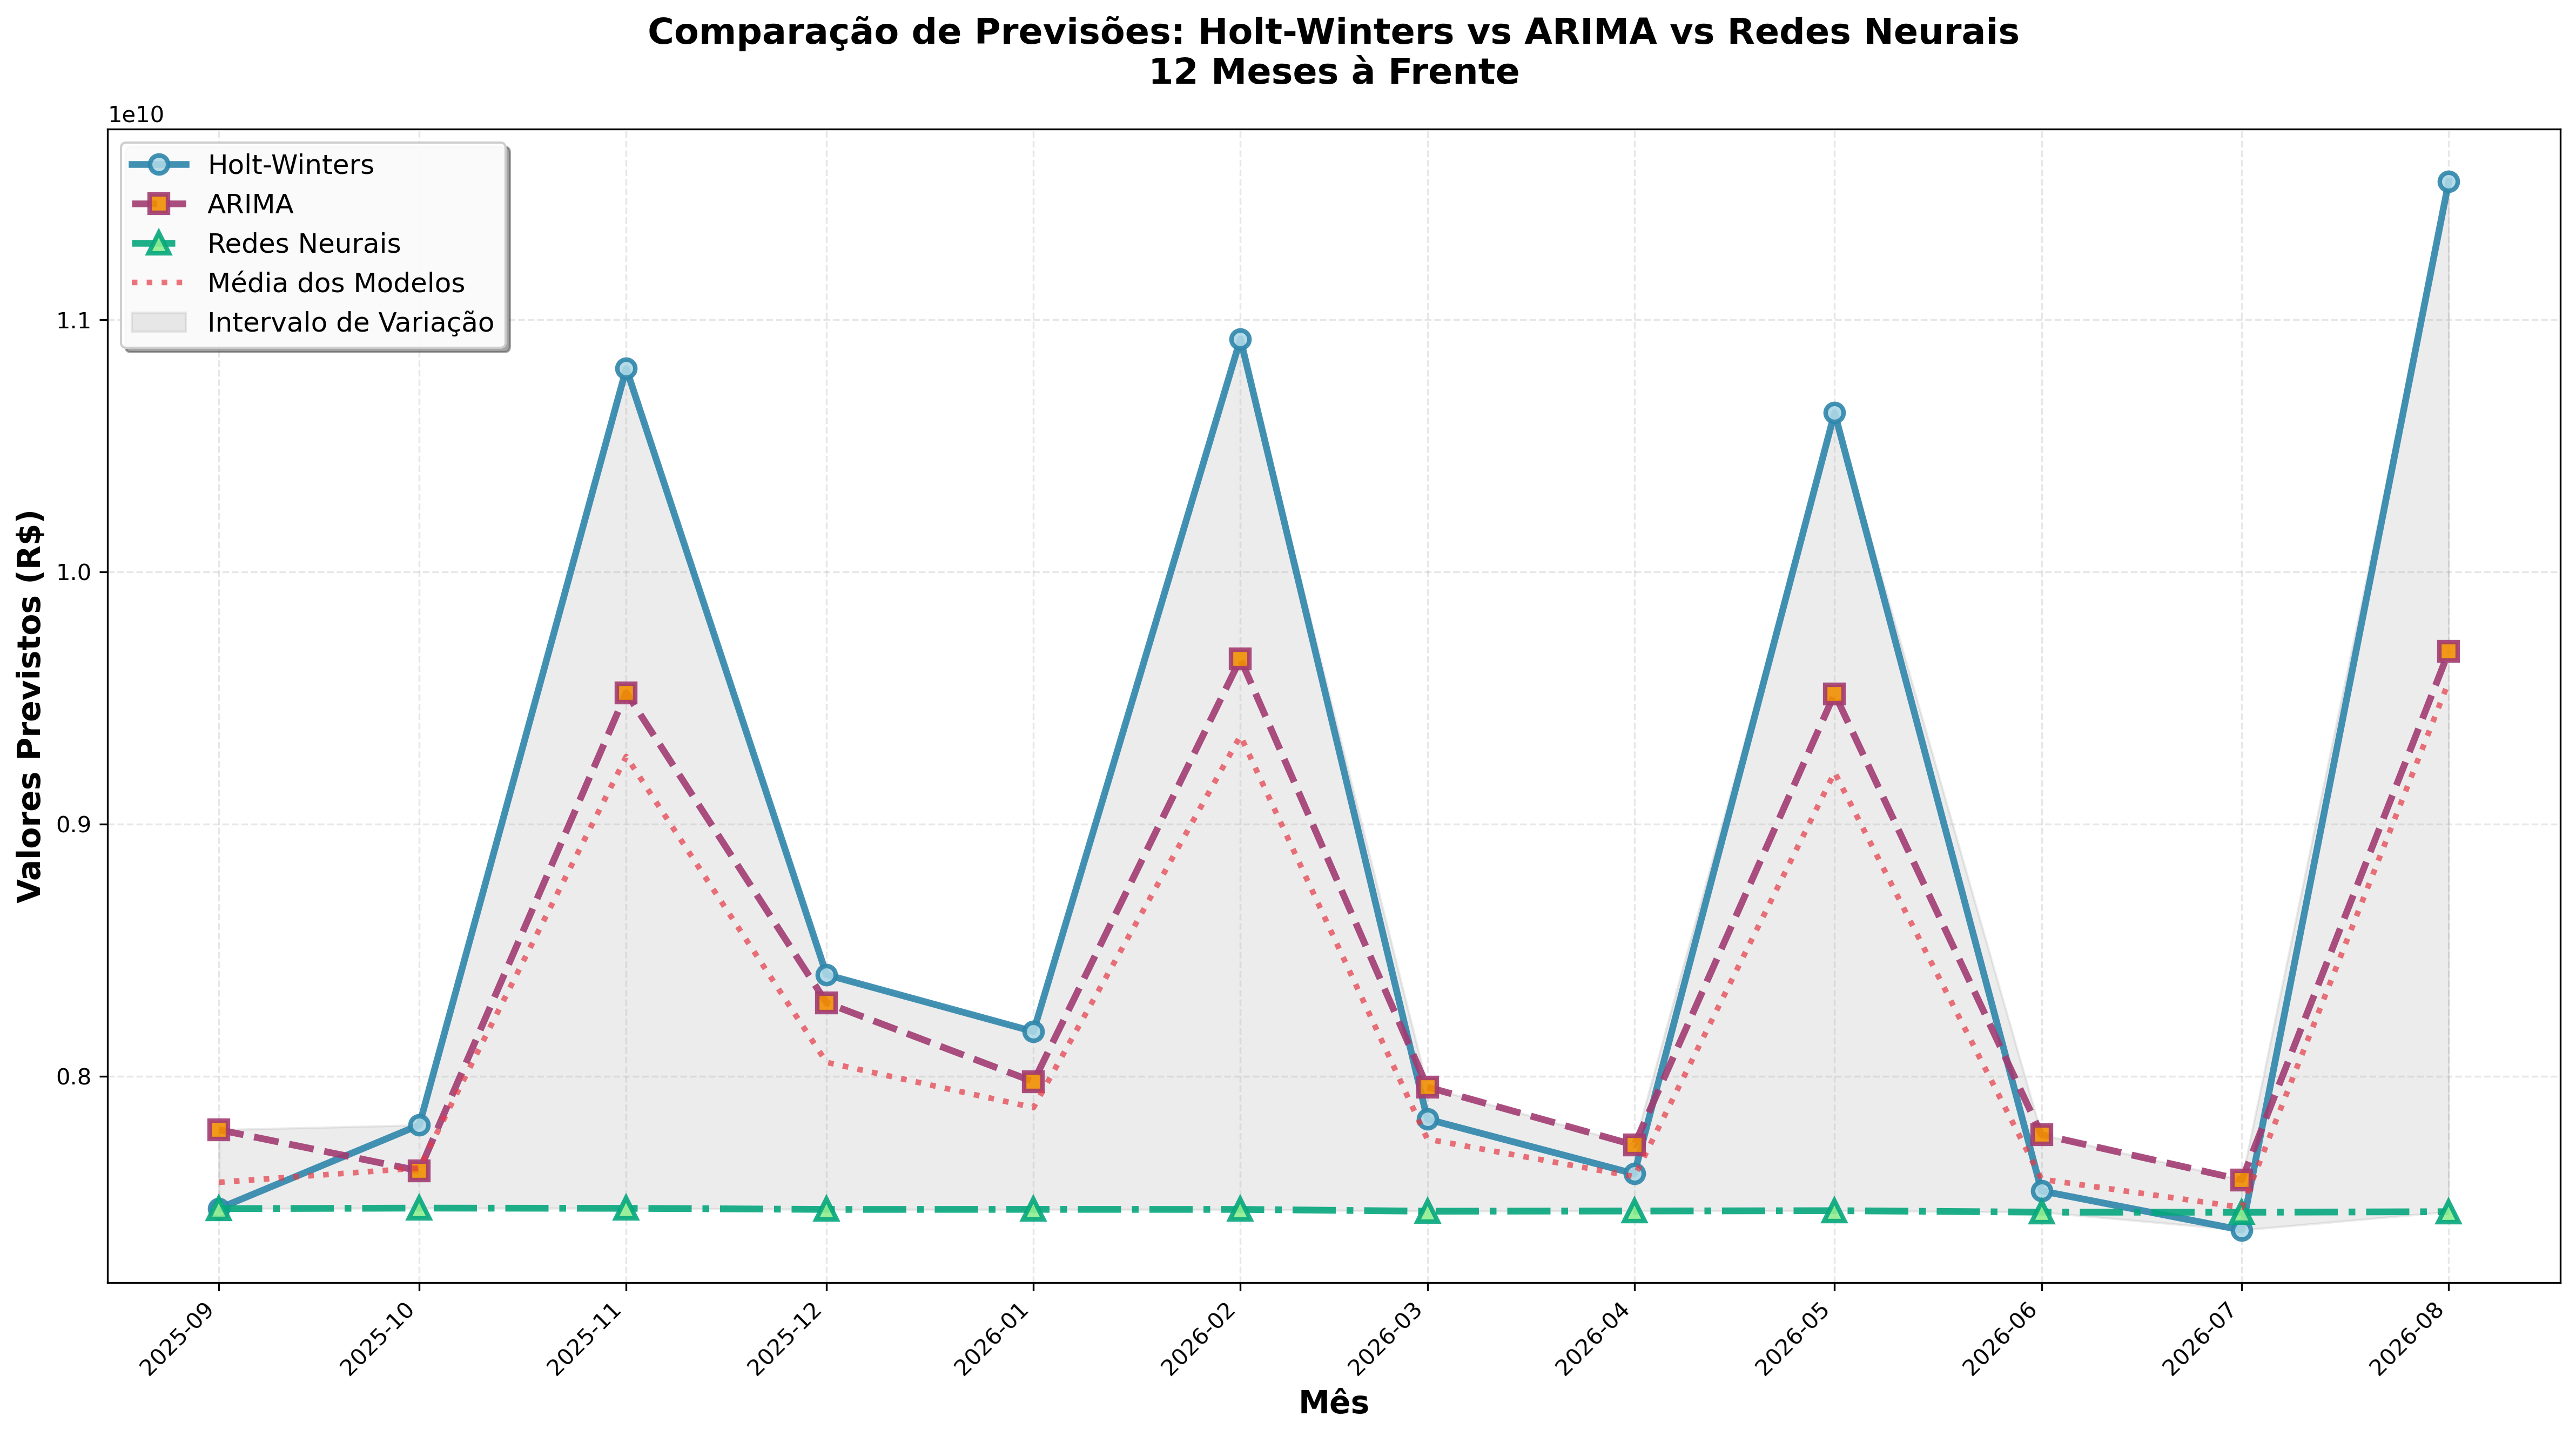 Comparação de Previsões: Holt-Winters vs ARIMA vs Redes Neurais
12 Meses à Frente
1e10
Holt-Winters
ARIMA
Redes Neurais
Média dos Modelos
Intervalo de Variação
Valores Previstos (R$)
1.1
1.0
0.9
0.8
2025-09
2025-10
2025-11
2025-12
2026-01
2026-02
2026-03
2026-04
2026-05
2026-06
2026-07
2026-08
Mês